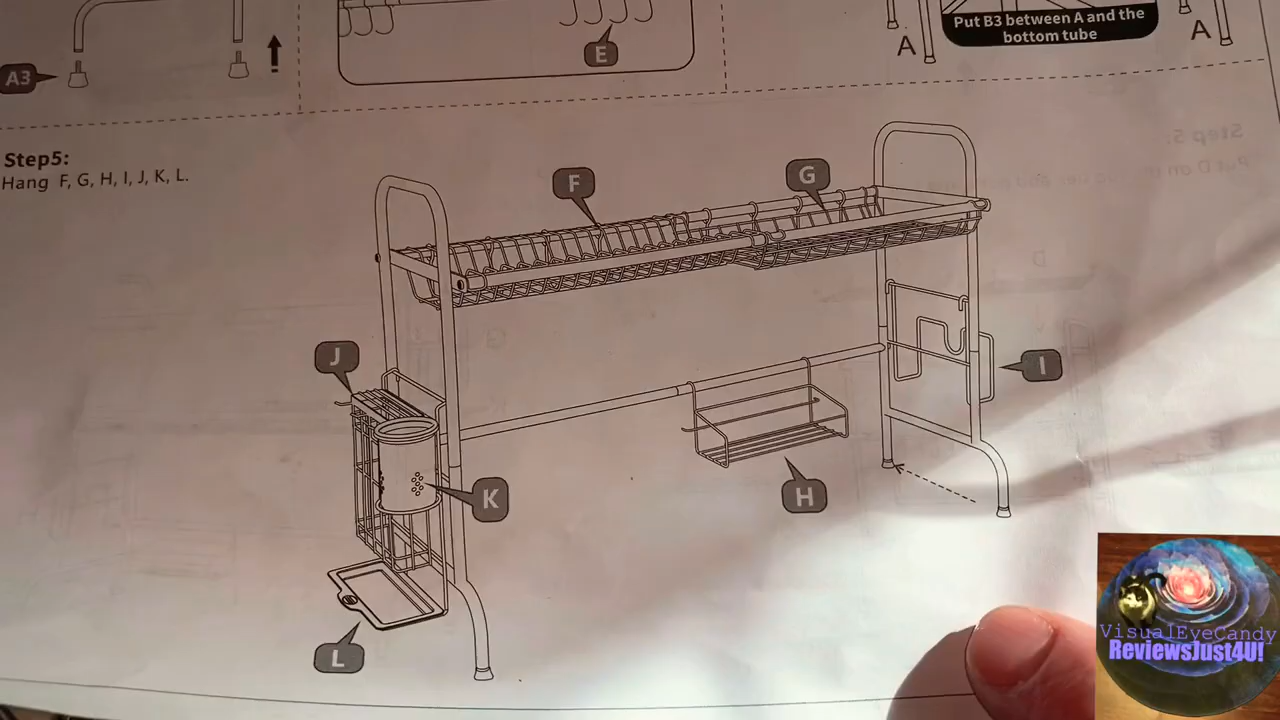 A3
E
Put B3 between A and the
bottom tube
A
A
Step5:
Hang F, G, H, I, J, K, L.
F
G
J
I
K
H
L
VisualEyeCandy
ReviewsJust4U!